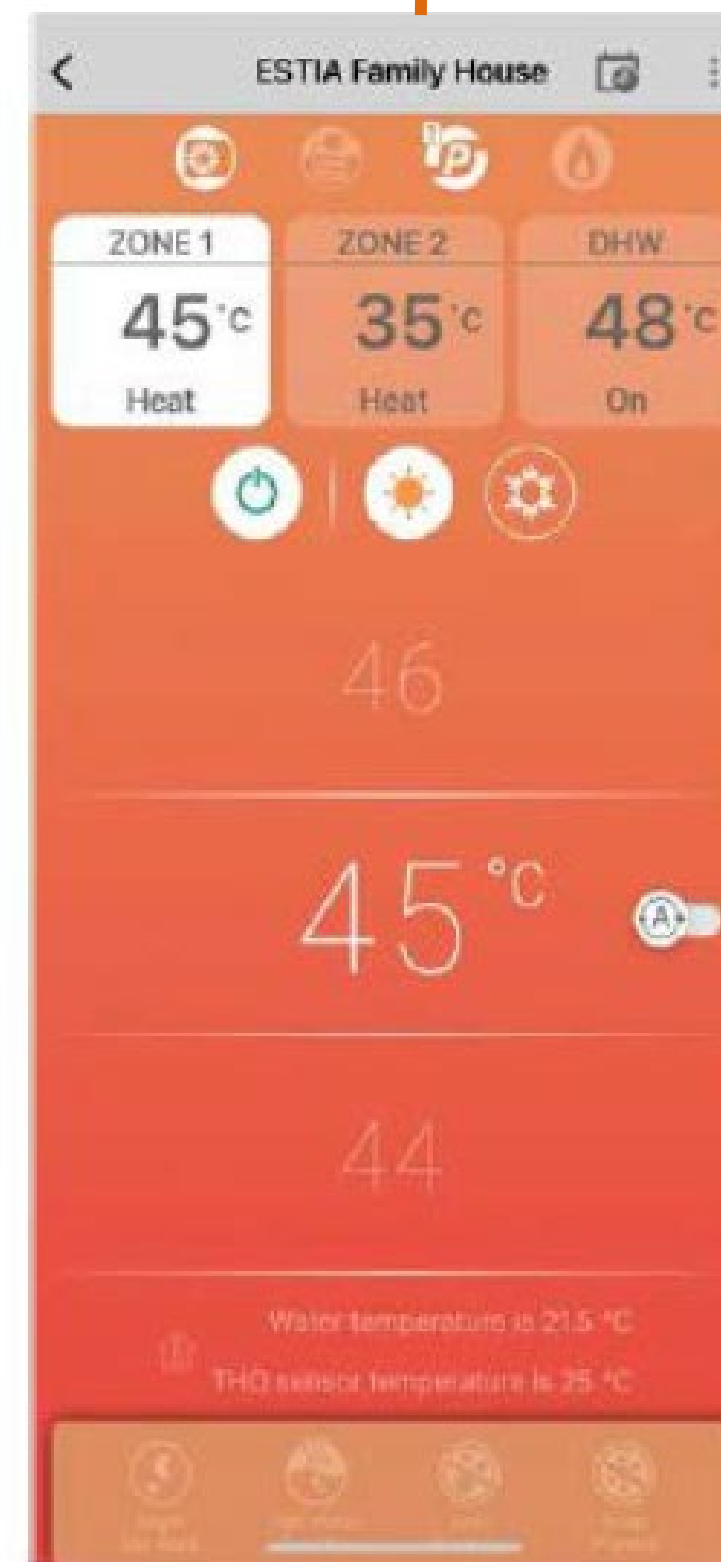 ESTIA Family House
ZONE 1
ZONE 2
DHW
45 °C
35 °C
48 °C
Heat
Heat
On
46
45 °C
A
44
Water temperature is 21.5 °C
sensor temperature is 25 °C